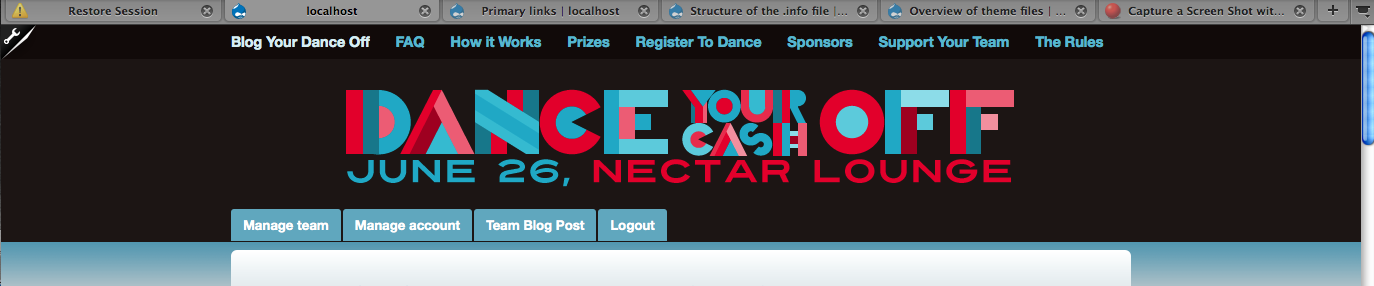 Restore Session localhost Primary links | localhost Structure of the .info file |... Overview of theme files | ... Capture a Screen Shot wit...
Blog Your Dance Off FAQ How it Works Prizes Register To Dance Sponsors Support Your Team The Rules
DANCE YOUR CASH OFF
JUNE 26, NECTAR LOUNGE
Manage team Manage account Team Blog Post Logout